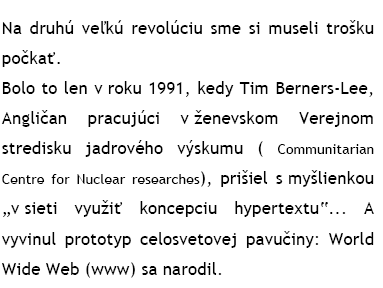 Na druhú veľkú revolúciu sme si museli trošku
počkať.
Bolo to len v roku 1991, kedy Tim Berners-Lee,
Angličan pracujúci v ženevskom Verejnom
stredisku jadrového výskumu ( Communitarian
Centre for Nuclear researches), prišiel s myšlienkou
„v sieti využiť koncepciu hypertextu"... A
vyvinul prototyp celosvetovej pavučiny: World
Wide Web (www) sa narodil.